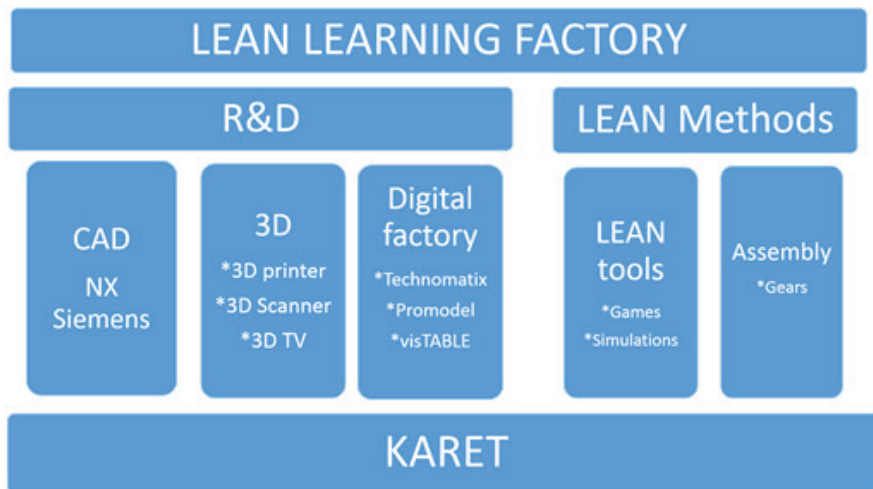 LEAN LEARNING FACTORY
R&D
LEAN Methods
CAD
NX
Siemens
3D
*3D printer
*3D Scanner
*3D TV
Digital
factory
*Technomatix
*Promodel
*visTABLE
LEAN
tools
*Games
*Simulations
Assembly
*Gears
KARET